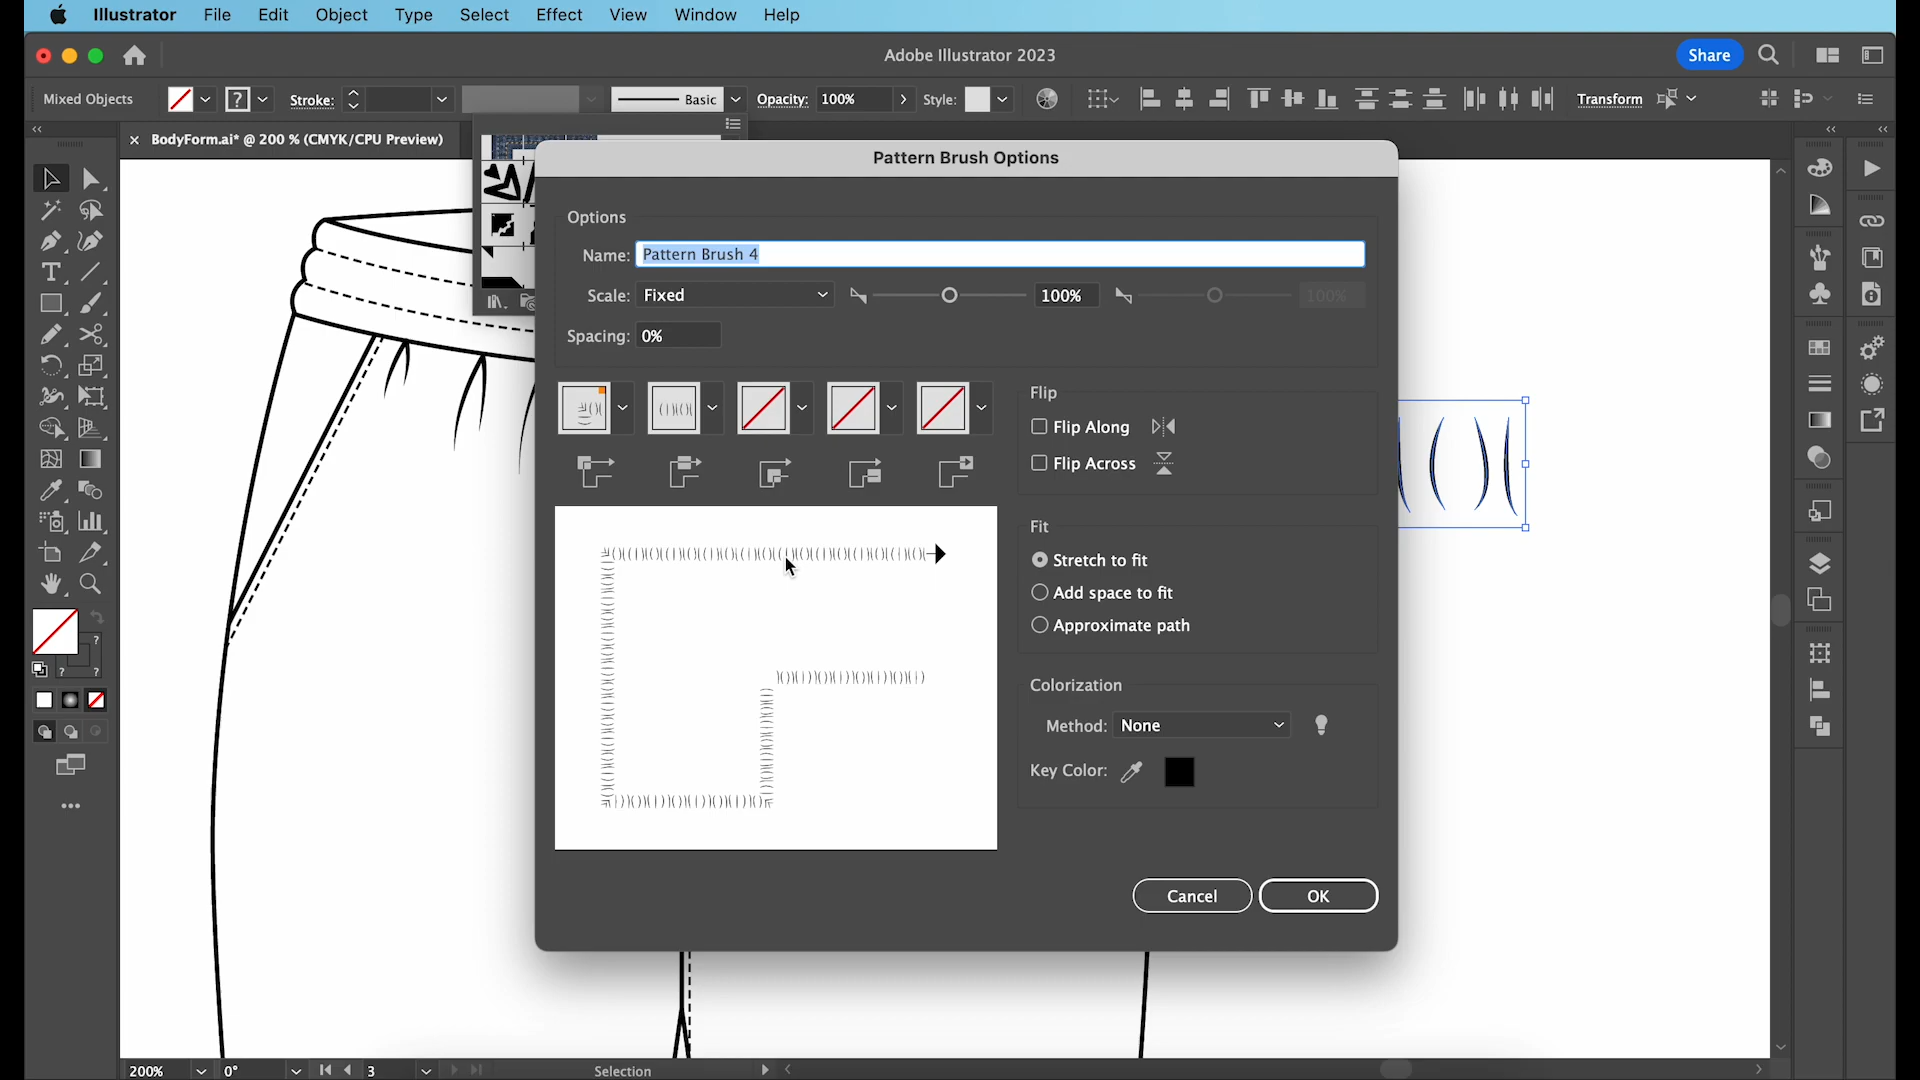 Illustrator File Edit Object Type Select Effect View Window Help
Adobe Illustrator 2023
Share
Mixed Objects
?
Stroke:
Basic
Opacity:
100%
Style:
Transform
BodyForm.ai* @ 200 % (CMYK/CPU Preview)
Pattern Brush Options
Options
Name:
Pattern Brush 4
Scale:
Fixed
100%
100%
Spacing:
0%
Flip
Flip Along
Flip Across
Fit
Stretch to fit
Add space to fit
Approximate path
Colorization
Method:
None
Key Color:
Cancel
OK
?
?
?
200%
0°
3
Selection